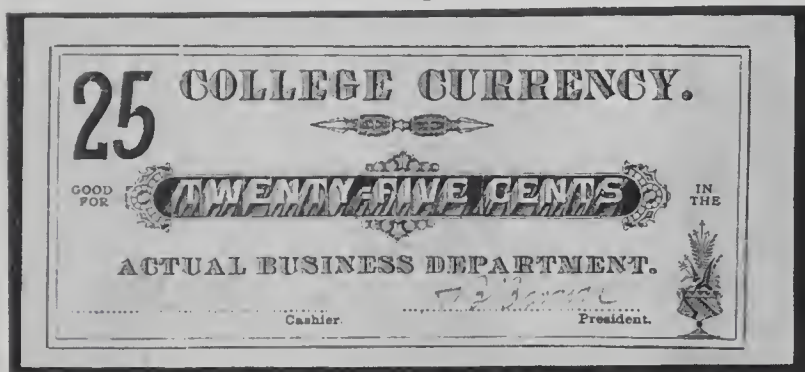 25 COLLEGE CURRENCY.
GOOD FOR TWENTY-FIVE CENTS IN THE
ACTUAL BUSINESS DEPARTMENT.
Cashier. President.